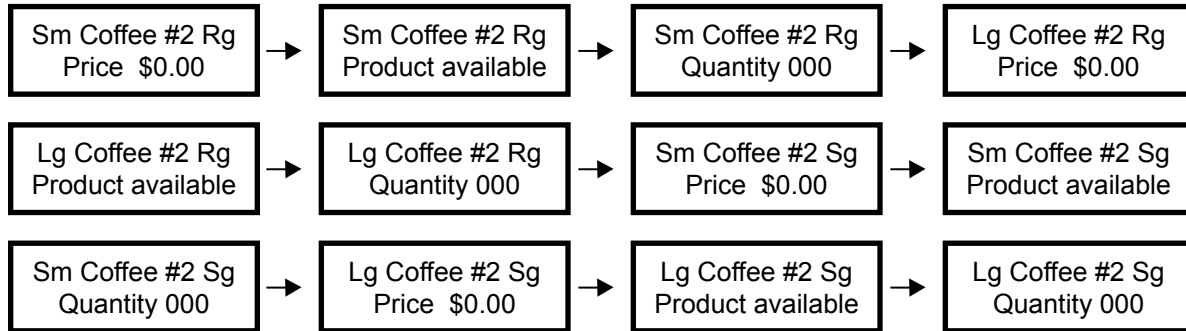 Sm Coffee #2 Rg
Price  $0.00
Sm Coffee #2 Rg
Product available
Sm Coffee #2 Rg
Quantity 000
Lg Coffee #2 Rg
Price  $0.00
Lg Coffee #2 Rg
Product available
Lg Coffee #2 Rg
Quantity 000
Sm Coffee #2 Sg
Price  $0.00
Sm Coffee #2 Sg
Product available
Sm Coffee #2 Sg
Quantity 000
Lg Coffee #2 Sg
Price  $0.00
Lg Coffee #2 Sg
Product available
Lg Coffee #2 Sg
Quantity 000